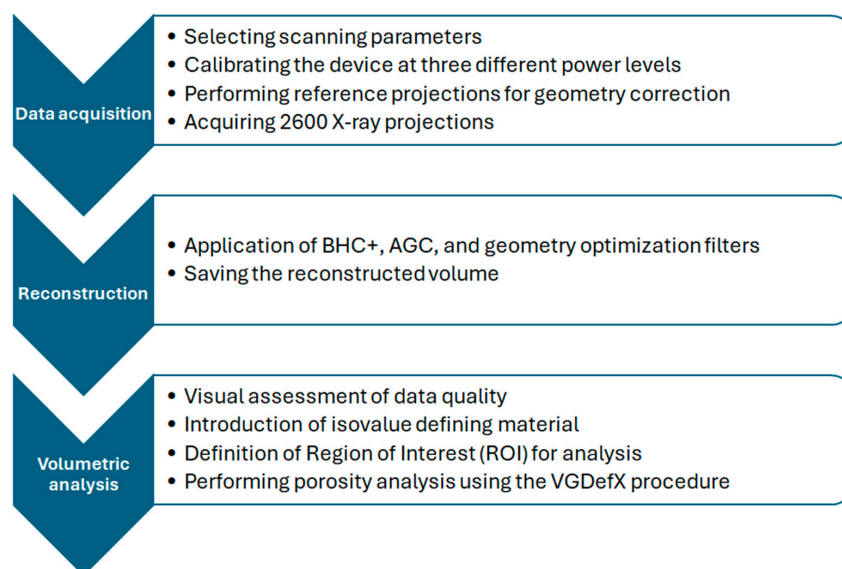 Data acquisition
• Selecting scanning parameters
• Calibrating the device at three different power levels
• Performing reference projections for geometry correction
• Acquiring 2600 X-ray projections
Reconstruction
• Application of BHC+, AGC, and geometry optimization filters
• Saving the reconstructed volume
Volumetric
analysis
• Visual assessment of data quality
• Introduction of isovalue defining material
• Definition of Region of Interest (ROI) for analysis
• Performing porosity analysis using the VGDefX procedure